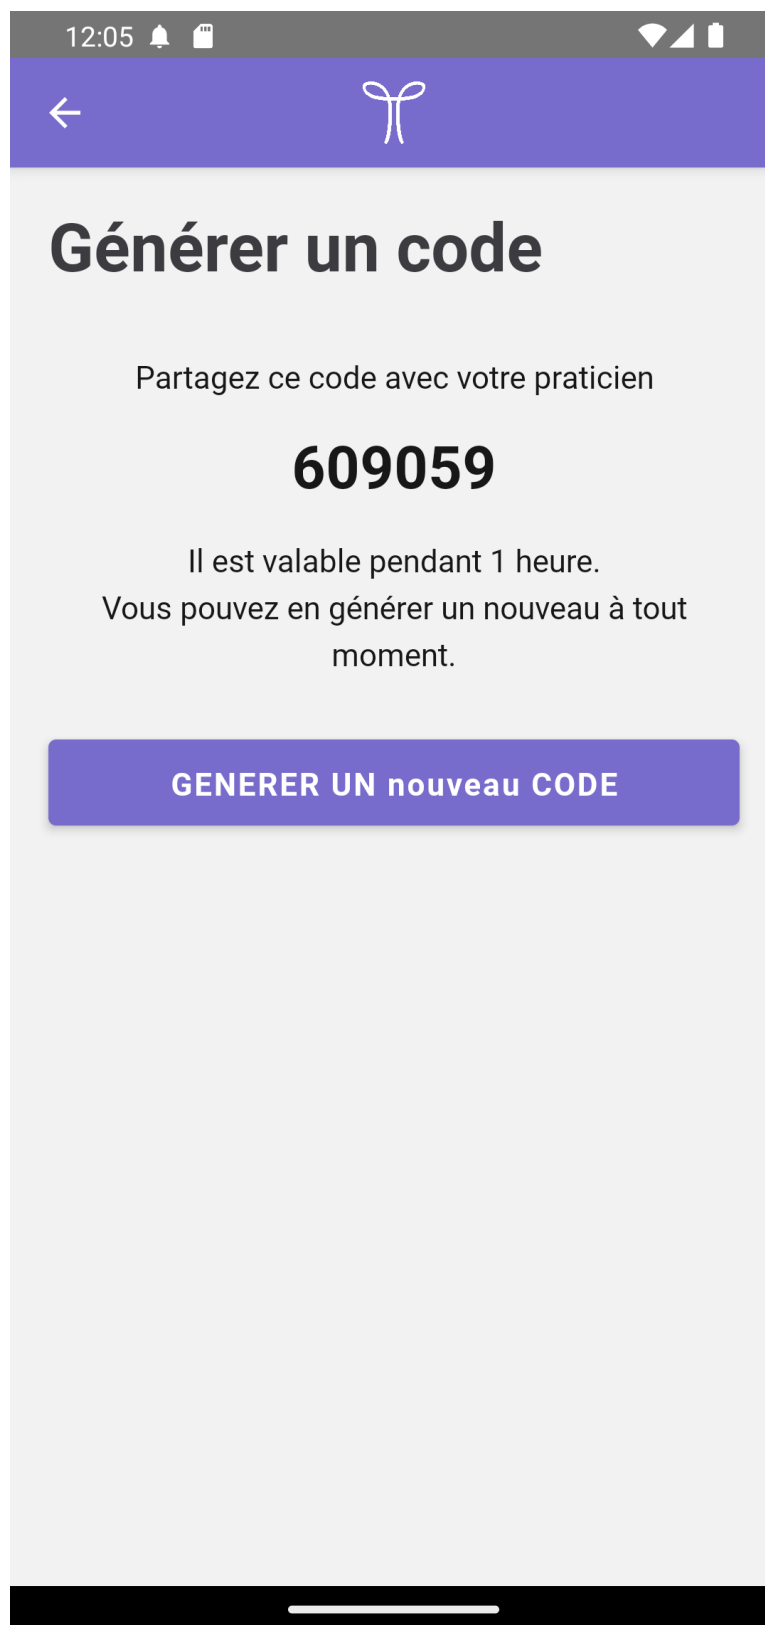 12:05
Générer un code
Partagez ce code avec votre praticien
609059
Il est valable pendant 1 heure.
Vous pouvez en générer un nouveau à tout
moment.
GENERER UN nouveau CODE